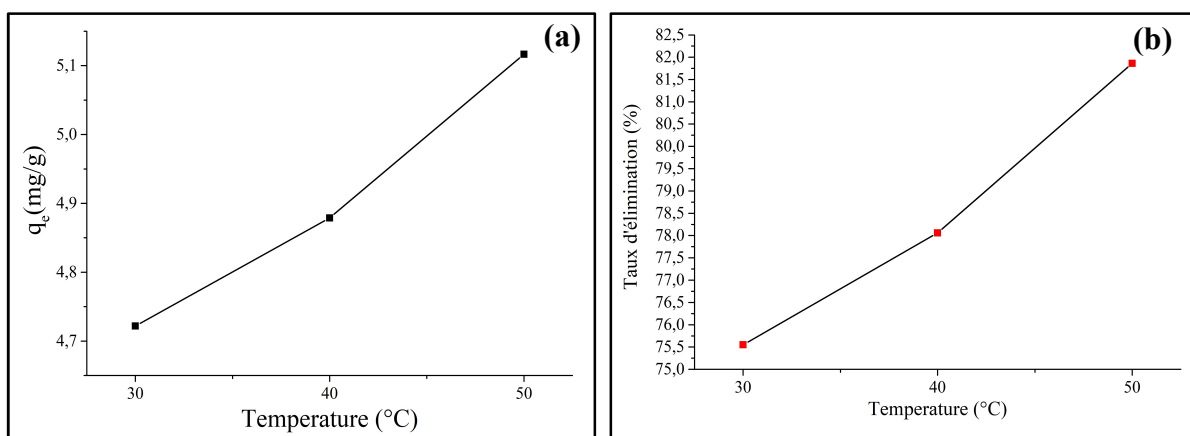 (a)
5,1
5,0
4,9
4,8
4,7
qe(mg/g)
30 40 50
Temperature (°C)
(b)
82,5
82,0
81,5
81,0
80,5
80,0
79,5
79,0
78,5
78,0
77,5
77,0
76,5
76,0
75,5
75,0
Taux d'élimination (%)
30 40 50
Temperature (°C)